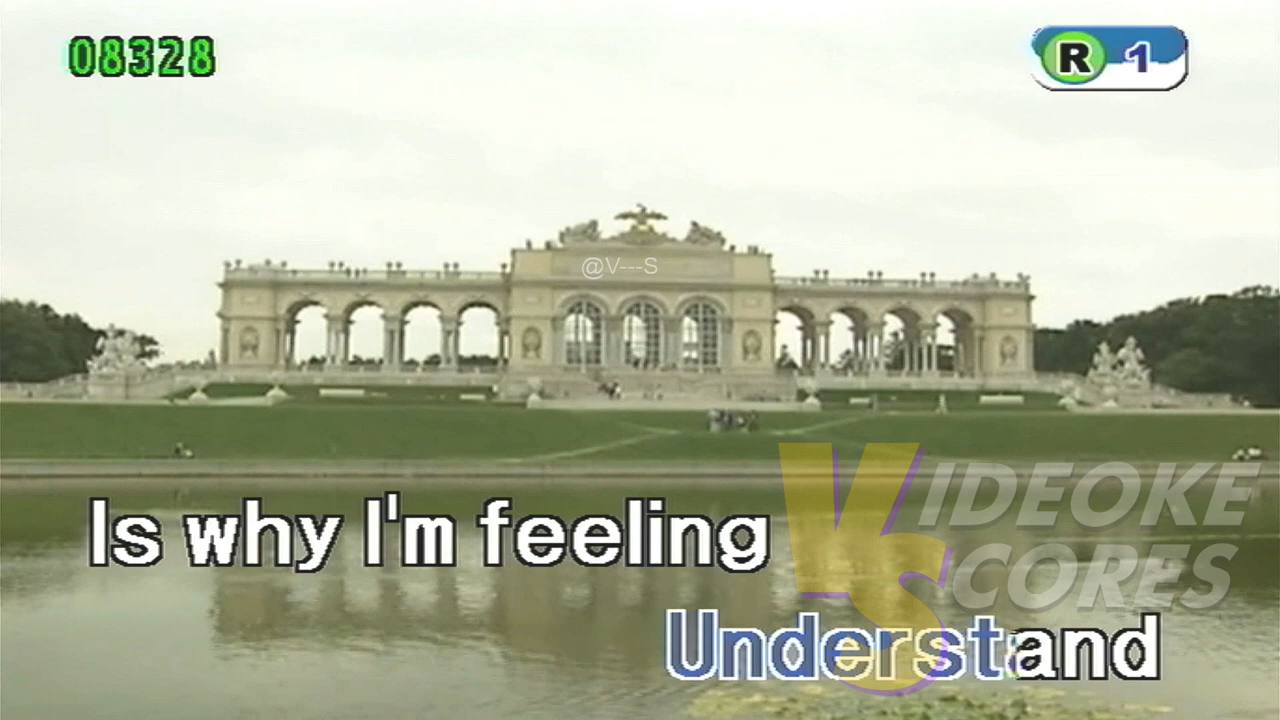 08328
R 1
@V---S
Is why I'm feeling
VIDEOKE
SCORES
Understand